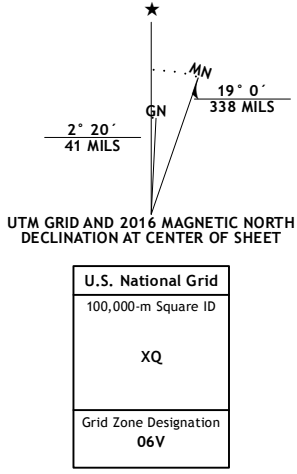 MN
GN
19° 0´
338 MILS
2° 20´
41 MILS
UTM GRID AND 2016 MAGNETIC NORTH
DECLINATION AT CENTER OF SHEET
U.S. National Grid
100,000-m Square ID
XQ
Grid Zone Designation
06V